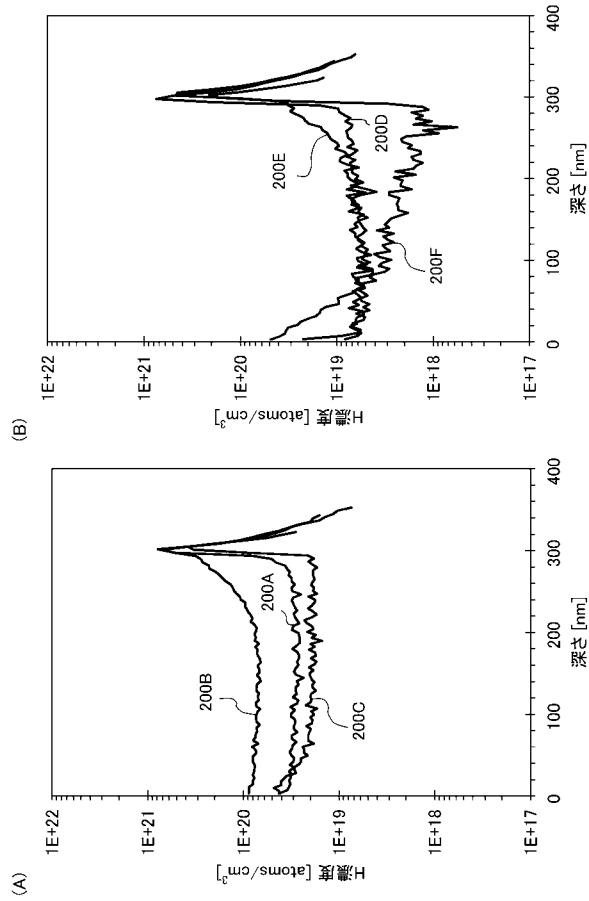 (A)
H濃度 [atoms/cm³]
1E+22
1E+21
1E+20
1E+19
1E+18
1E+17
0
100
200
300
400
深さ [nm]
200B
200A
200C
(B)
H濃度 [atoms/cm³]
1E+22
1E+21
1E+20
1E+19
1E+18
1E+17
0
100
200
300
400
深さ [nm]
200E
200D
200F